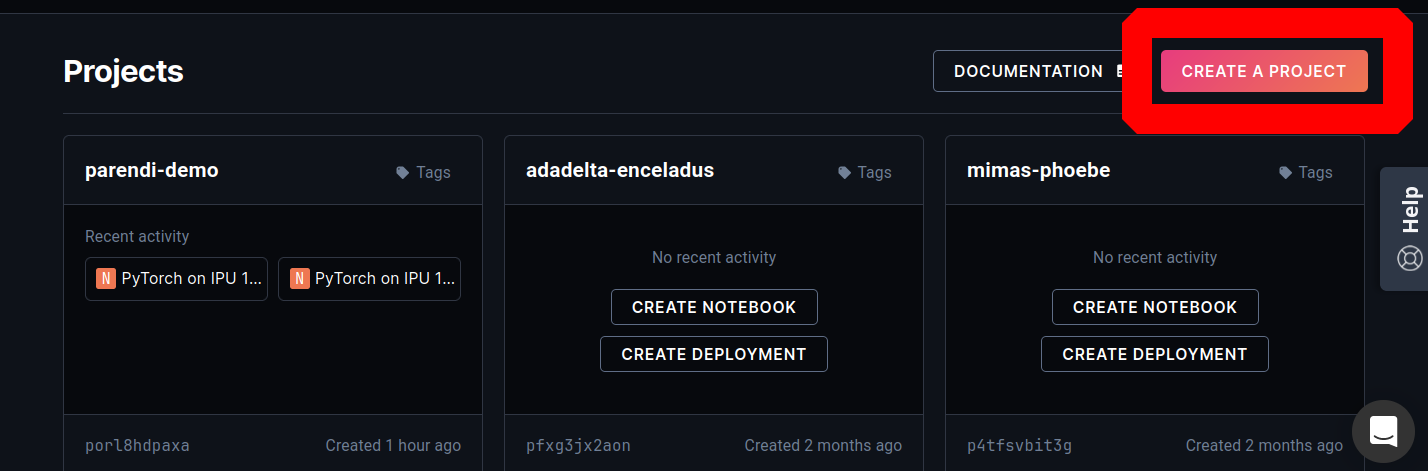 Projects
DOCUMENTATION
CREATE A PROJECT
parendi-demo
Tags
adadelta-enceladus
Tags
mimas-phoebe
Tags
Recent activity
N PyTorch on IPU 1...
N PyTorch on IPU 1...
No recent activity
CREATE NOTEBOOK
CREATE DEPLOYMENT
No recent activity
CREATE NOTEBOOK
CREATE DEPLOYMENT
porl8hdpaxa
Created 1 hour ago
pfxg3jx2aon
Created 2 months ago
p4tfsvbit3g
Created 2 months ago
Help